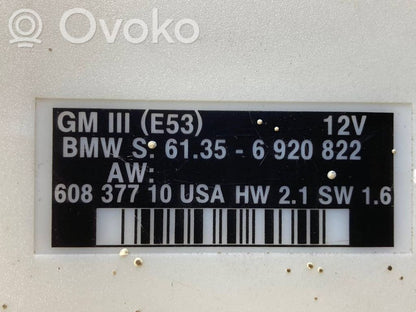 OVOKO
GM III (E53) 12V
BMW S: 61.35 - 6 920 822
AW:
608 377 10 USA HW 2.1 SW 1.6